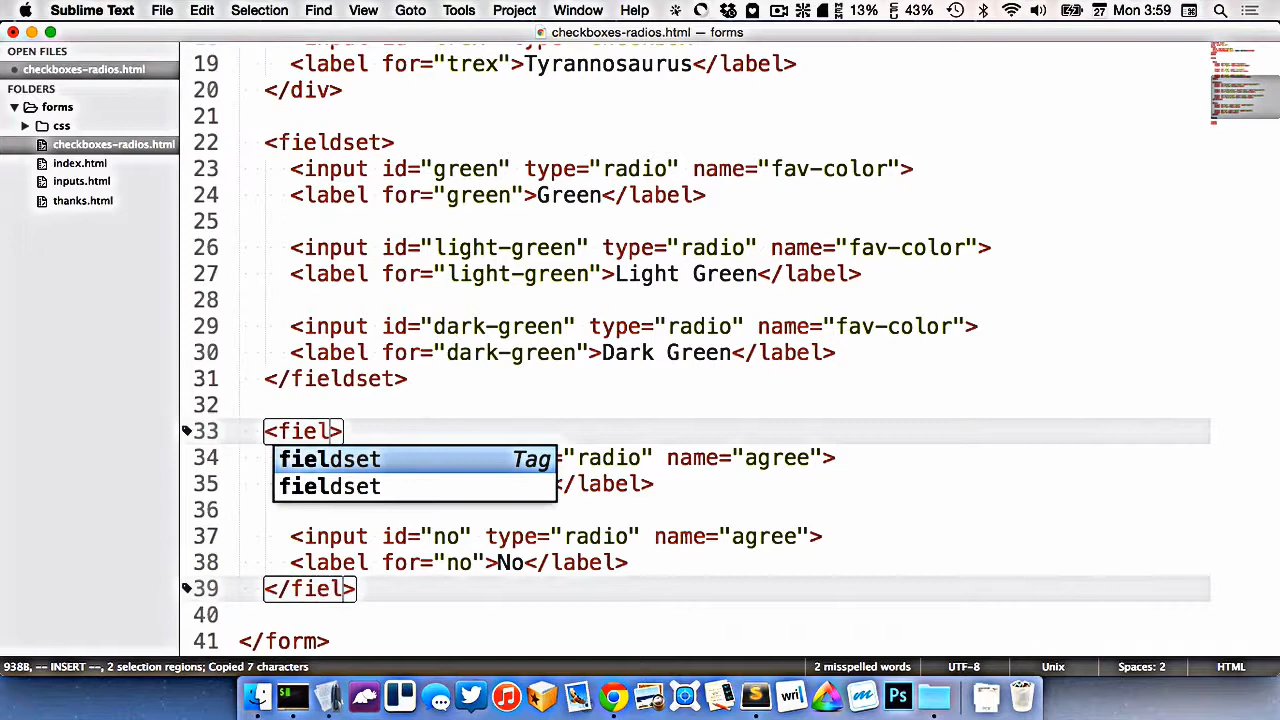 Sublime Text File Edit Selection Find View Goto Tools Project Window Help 13% 43% 27 Mon 3:59
checkboxes-radios.html — forms
OPEN FILES
checkboxes-radios.html
FOLDERS
forms
css
checkboxes-radios.html
index.html
inputs.html
thanks.html
19 <label for="trex">Tyrannosaurus</label>
20 </div>
21
22 <fieldset>
23 <input id="green" type="radio" name="fav-color">
24 <label for="green">Green</label>
25
26 <input id="light-green" type="radio" name="fav-color">
27 <label for="light-green">Light Green</label>
28
29 <input id="dark-green" type="radio" name="fav-color">
30 <label for="dark-green">Dark Green</label>
31 </fieldset>
32
33 <fiel>
fieldset Tag
34 ="radio" name="agree">
fieldset
35 </label>
36
37 <input id="no" type="radio" name="agree">
38 <label for="no">No</label>
39 </fiel>
40
41 </form>
938B, -- INSERT --, 2 selection regions; Copied 7 characters 2 misspelled words UTF-8 Unix Spaces: 2 HTML
wri Ps